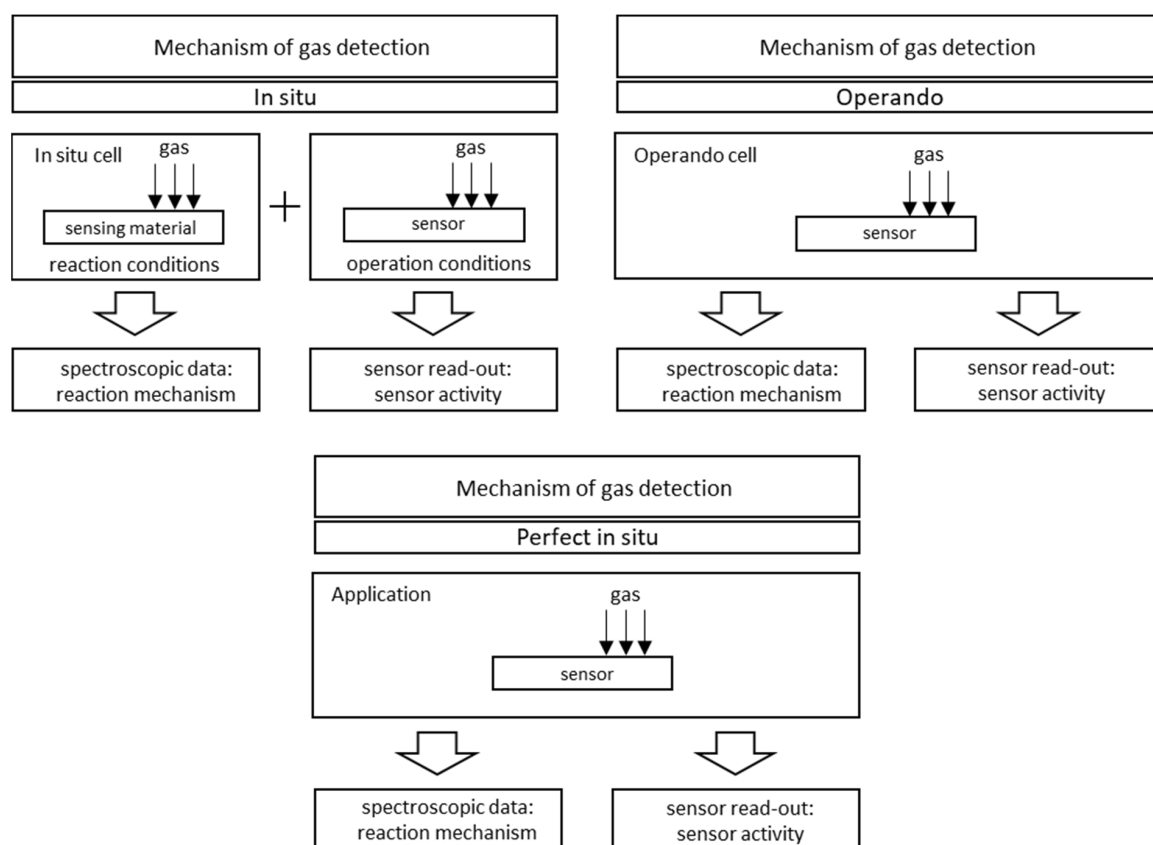 Mechanism of gas detection
In situ
In situ cell
gas
sensing material
reaction conditions
+
gas
sensor
operation conditions
spectroscopic data:
reaction mechanism
sensor read-out:
sensor activity
Mechanism of gas detection
Operando
Operando cell
gas
sensor
spectroscopic data:
reaction mechanism
sensor read-out:
sensor activity
Mechanism of gas detection
Perfect in situ
Application
gas
sensor
spectroscopic data:
reaction mechanism
sensor read-out:
sensor activity